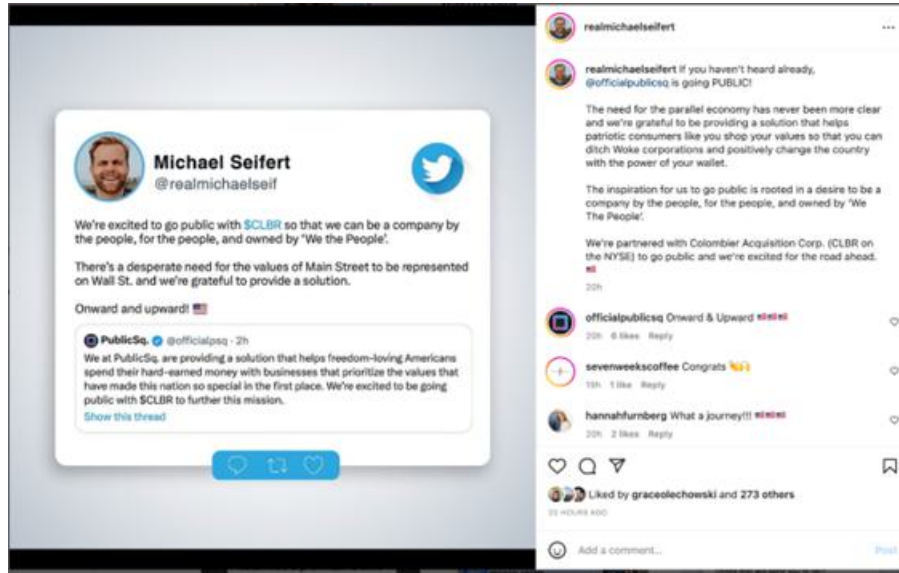 Michael Seifert
@realmichaelseif
We're excited to go public with $CLBR so that we can be a company by
the people, for the people, and owned by 'We the People'.
There's a desperate need for the values of Main Street to be represented
on Wall St. and we're grateful to provide a solution.
Onward and upward! 🇺🇸
PublicSq. @officialpsq · 2h
We at PublicSq. are providing a solution that helps freedom-loving Americans
spend their hard-earned money with businesses that prioritize the values that
have made this nation so special in the first place. We're excited to be going
public with $CLBR to further this mission.
Show this thread
realmichaelseifert
realmichaelseifert If you haven't heard already,
@officialpublicsq is going PUBLIC!
The need for the parallel economy has never been more clear
and we're grateful to be providing a solution that helps
patriotic consumers like you shop your values so that you can
ditch Woke corporations and positively change the country
with the power of your wallet.
The inspiration for us to go public is rooted in a desire to be a
company by the people, for the people, and owned by 'We
The People'.
We're partnered with Colombier Acquisition Corp. (CLBR on
the NYSE) to go public and we're excited for the road ahead.
🇺🇸
20h
officialpublicsq Onward & Upward 🇺🇸🇺🇸🇺🇸
20h 6 likes Reply
sevenweekscoffee Congrats 👏🙌
19h 1 like Reply
hannahfurnberg What a journey!!! 🇺🇸🇺🇸🇺🇸
20h 2 likes Reply
Liked by graceolechowski and 273 others
HOURS AGO
Add a comment...
Post